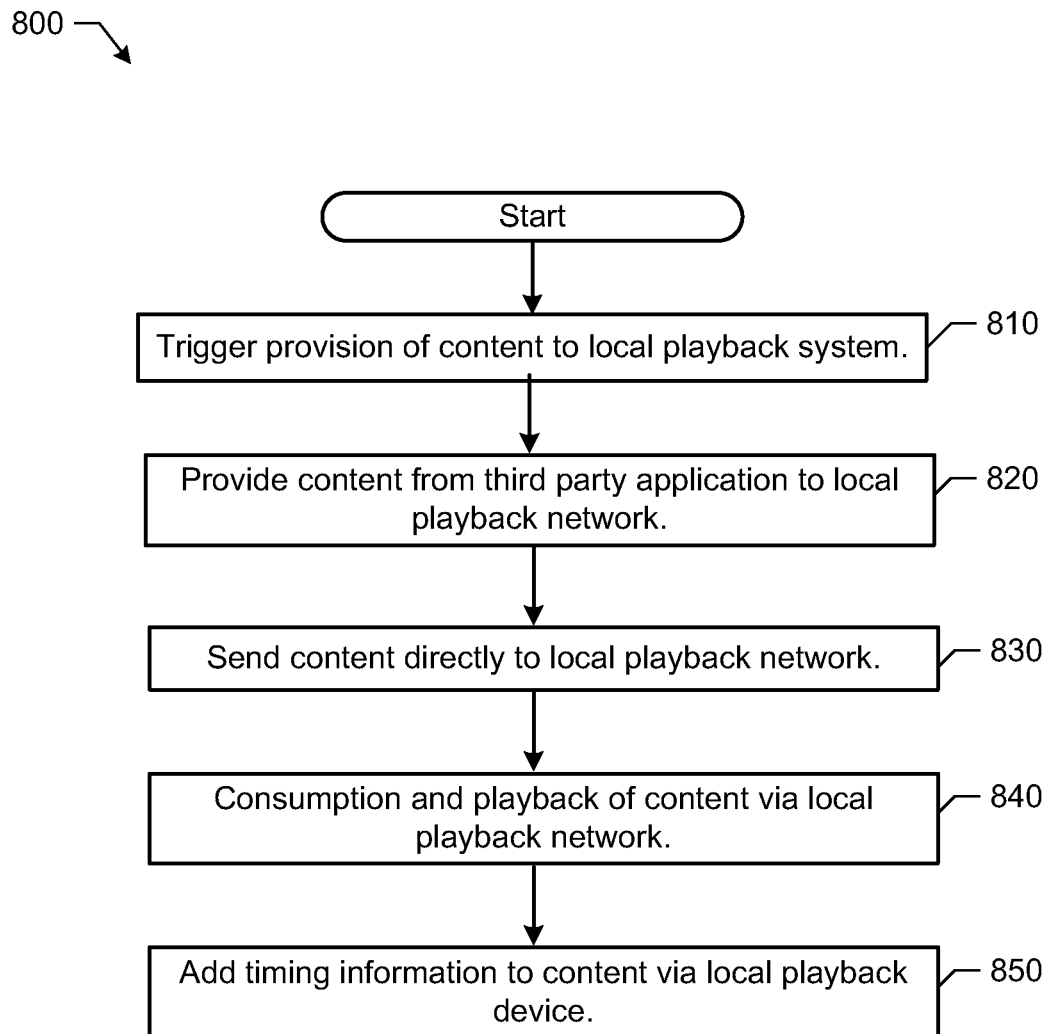 800
Start
Trigger provision of content to local playback system.
810
Provide content from third party application to local
playback network.
820
Send content directly to local playback network.
830
Consumption and playback of content via local
playback network.
840
Add timing information to content via local playback
device.
850